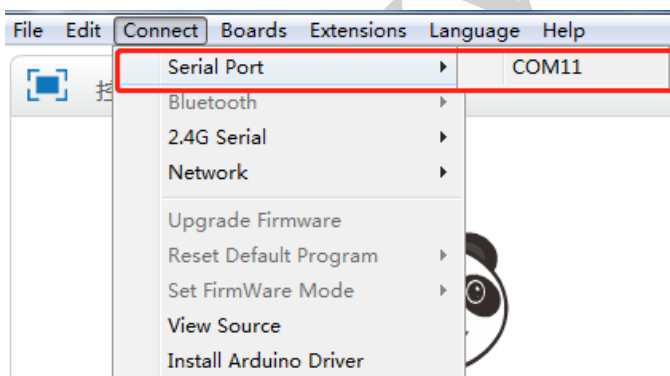 File Edit Connect Boards Extensions Language Help
Serial Port COM11
Bluetooth
2.4G Serial
Network
Upgrade Firmware
Reset Default Program
Set FirmWare Mode
View Source
Install Arduino Driver